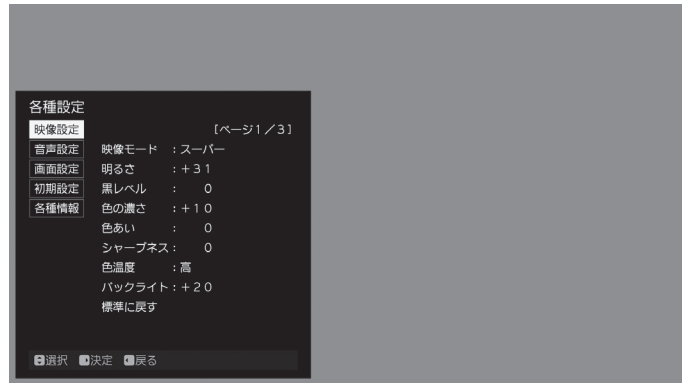 各種設定
映像設定
[ページ1/3]
音声設定
映像モード :スーパー
画面設定
明るさ :+31
初期設定
黒レベル : 0
各種情報
色の濃さ :+10
色あい : 0
シャープネス: 0
色温度 :高
バックライト:+20
標準に戻す
選択 決定 戻る